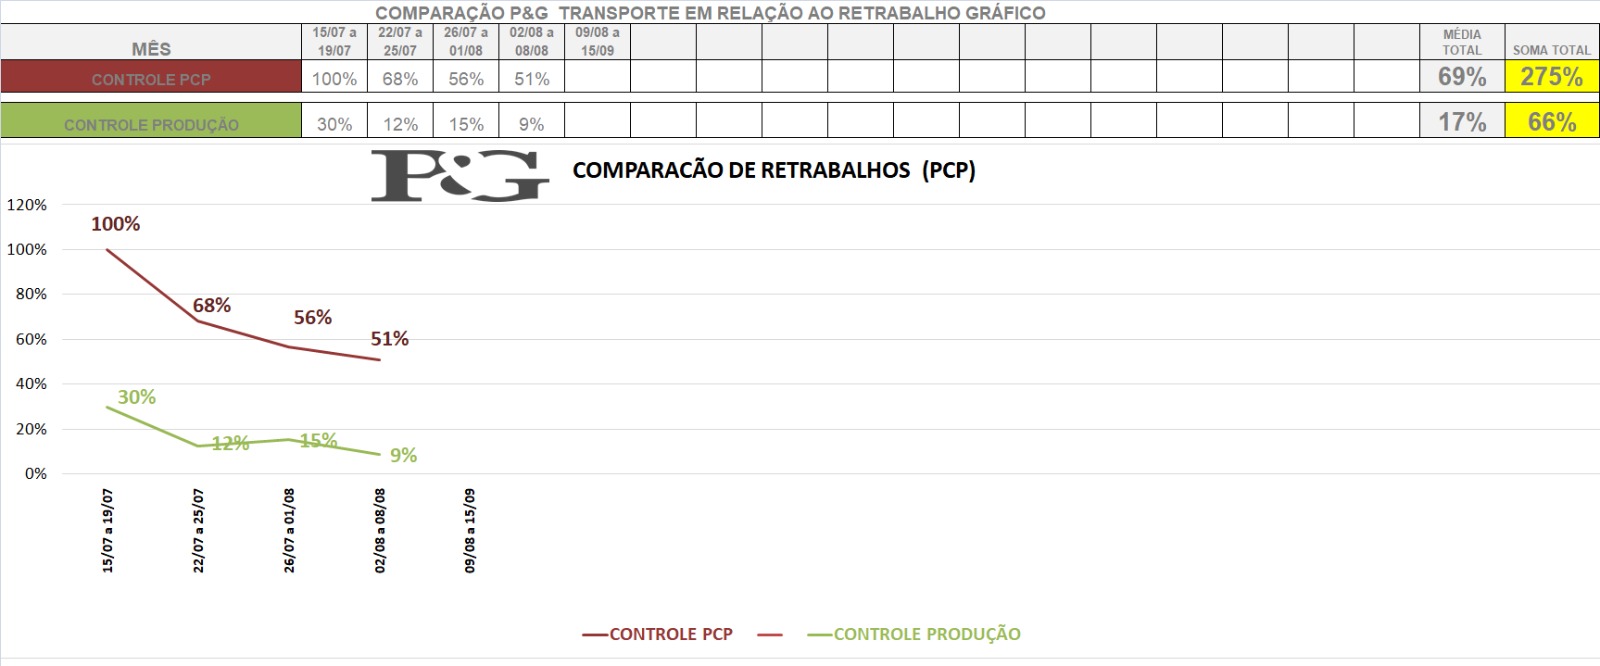 COMPARAÇÃO P&G TRANSPORTE EM RELAÇÃO AO RETRABALHO GRÁFICO
MÊS 15/07 a 19/07 22/07 a 25/07 26/07 a 01/08 02/08 a 08/08 09/08 a 15/09 MÉDIA TOTAL SOMA TOTAL
CONTROLE PCP 100% 68% 56% 51% 69% 275%
CONTROLE PRODUÇÃO 30% 12% 15% 9% 17% 66%
P&G COMPARACÃO DE RETRABALHOS (PCP)
120%
100%
80%
60%
40%
20%
0%
100%
68%
56%
51%
30%
12%
15%
9%
15/07 a 19/07
22/07 a 25/07
26/07 a 01/08
02/08 a 08/08
09/08 a 15/09
CONTROLE PCP
CONTROLE PRODUÇÃO